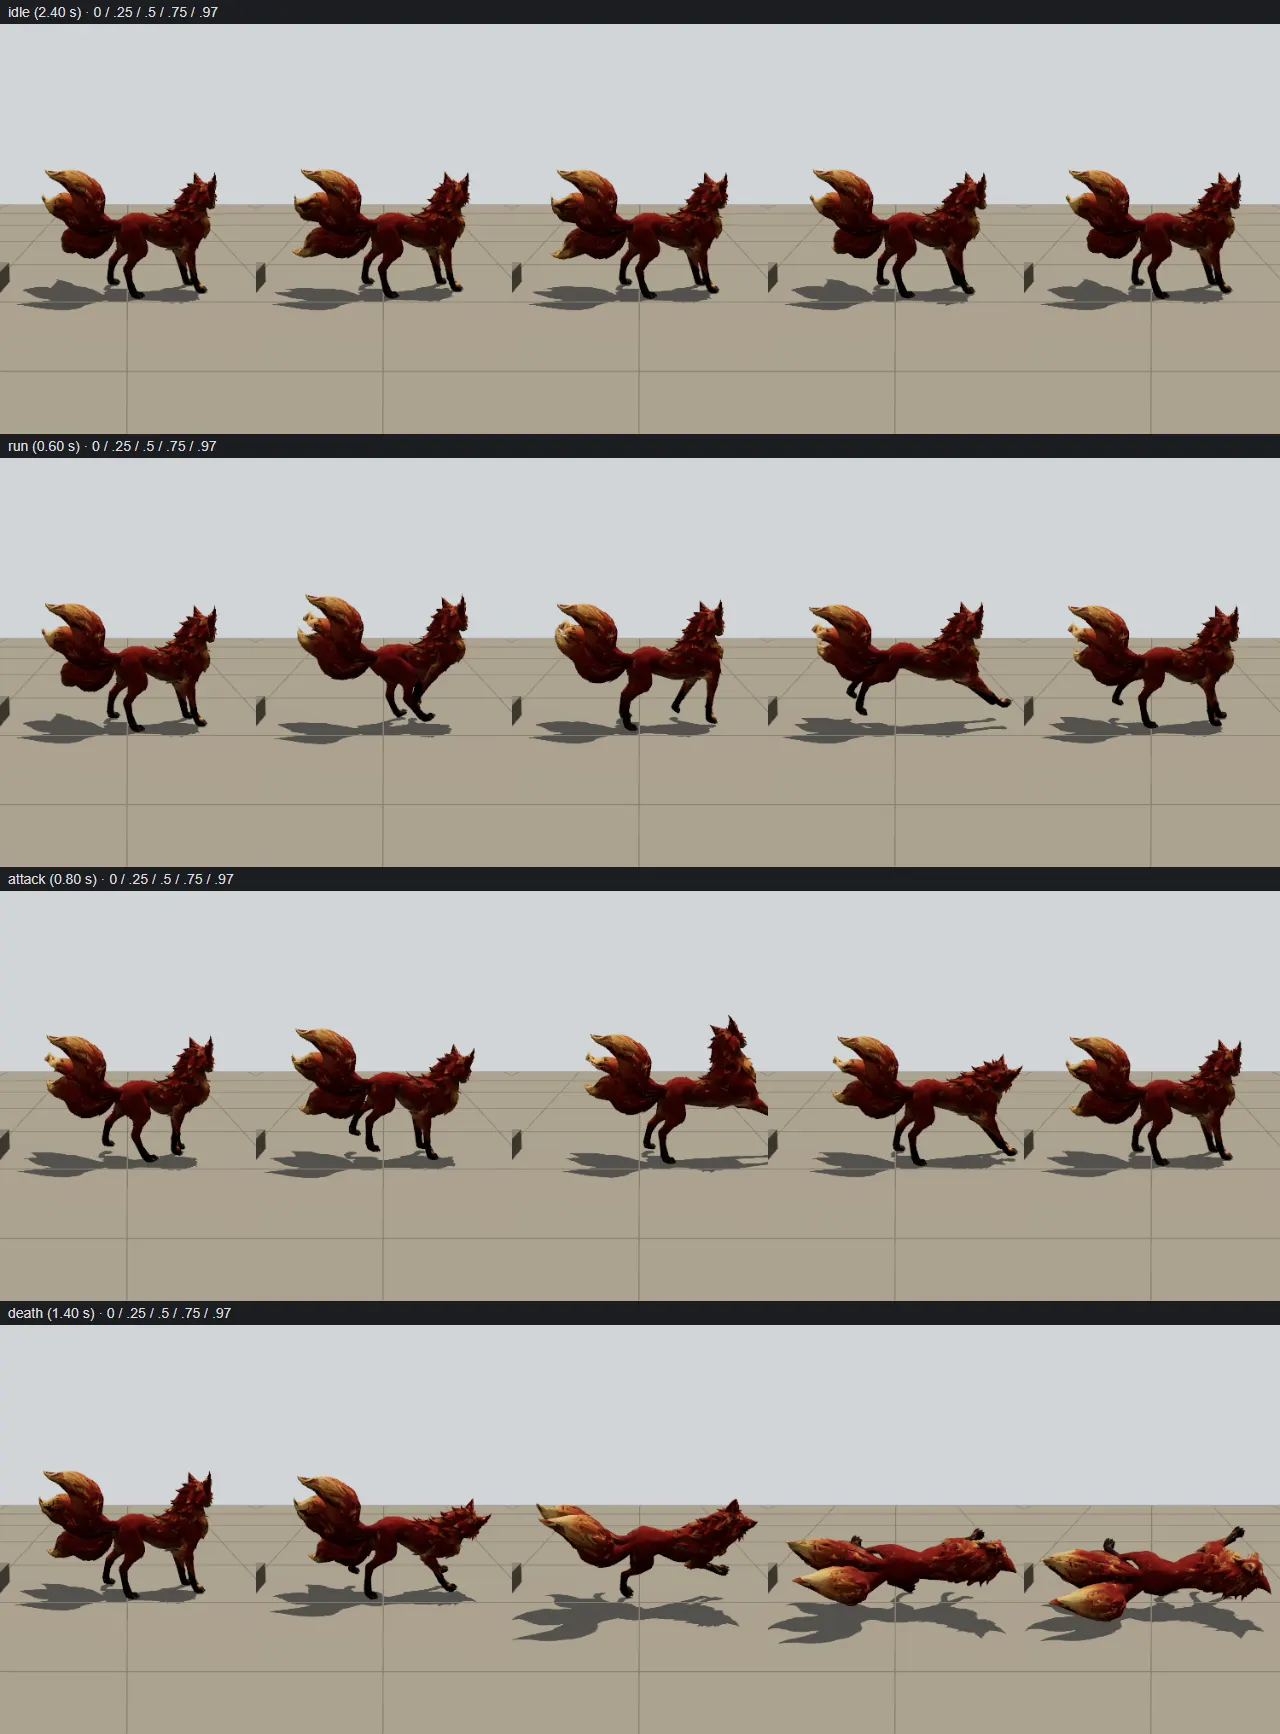 idle (2.40 s) · 0 / .25 / .5 / .75 / .97
run (0.60 s) · 0 / .25 / .5 / .75 / .97
attack (0.80 s) · 0 / .25 / .5 / .75 / .97
death (1.40 s) · 0 / .25 / .5 / .75 / .97